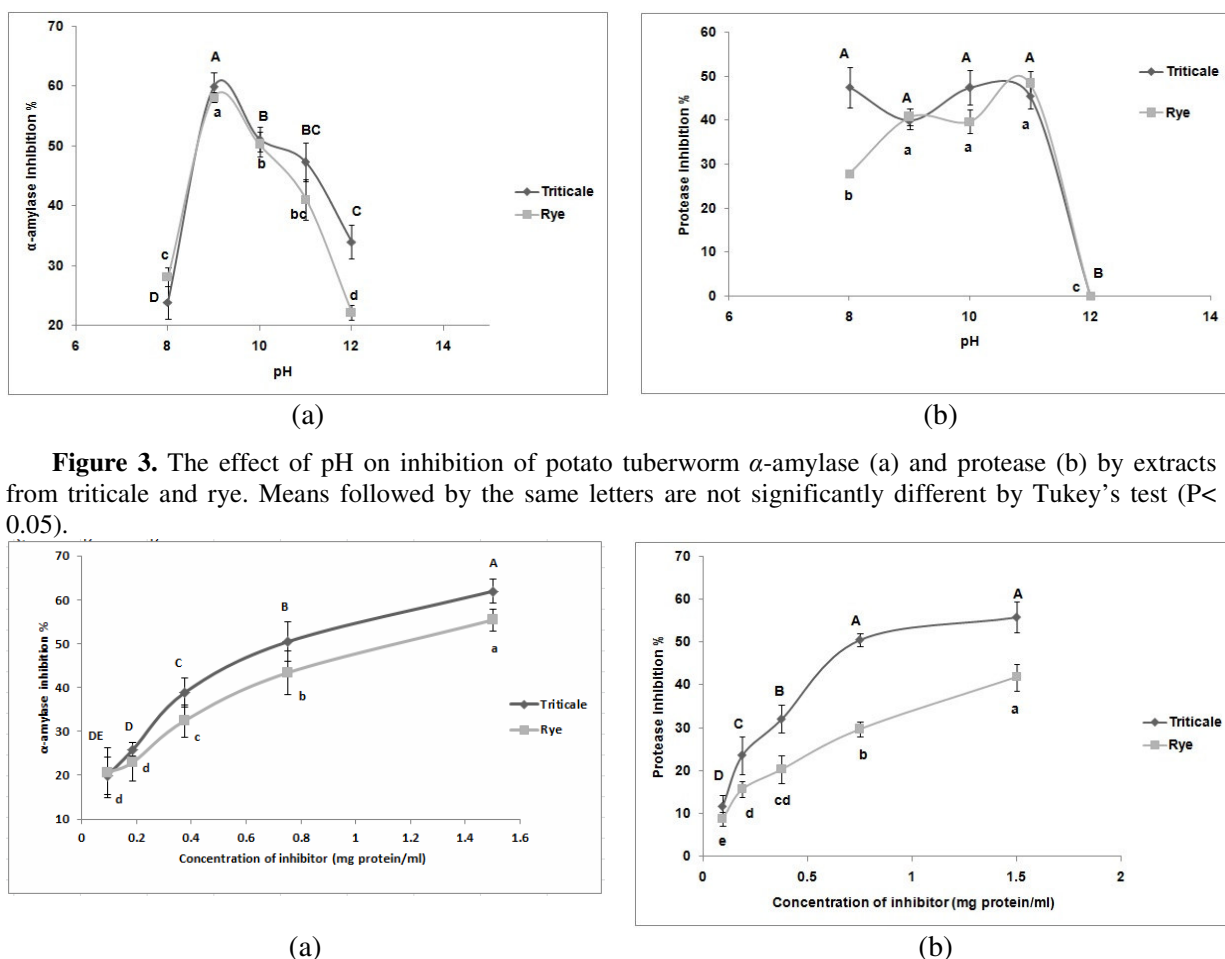 70
60
50
40
30
20
α-amylase inhibition %
6 8 10 12 14
pH
A
a
B
b
BC
bc
C
d
c
D
Triticale
Rye
(a)
60
50
40
30
20
10
0
Protease inhibition %
6 8 10 12 14
pH
A
b
A
a
A
a
A
a
B
c
Triticale
Rye
(b)
Figure 3. The effect of pH on inhibition of potato tuberworm α-amylase (a) and protease (b) by extracts
from triticale and rye. Means followed by the same letters are not significantly different by Tukey's test (P<
0.05).
70
60
50
40
30
20
10
α-amylase inhibition %
0 0.2 0.4 0.6 0.8 1 1.2 1.4 1.6
Concentration of inhibitor (mg protein/ml)
DE
d
D
d
C
c
B
b
A
a
Triticale
Rye
(a)
70
60
50
40
30
20
10
0
Protease inhibition %
0 0.5 1 1.5 2
Concentration of inhibitor (mg protein/ml)
D
e
C
d
B
cd
A
b
A
a
Triticale
Rye
(b)